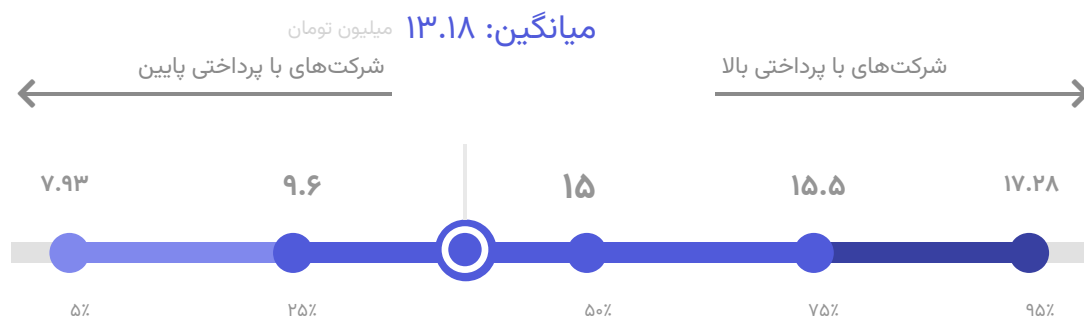 میانگین: ۱۳.۱۸ میلیون تومان
شرکت‌های با پرداختی بالا
شرکت‌های با پرداختی پایین
۷.۹۳ ۹.۶ ۱۵ ۱۵.۵ ۱۷.۲۸
۵٪ ۲۵٪ ۵۰٪ ۷۵٪ ۹۵٪